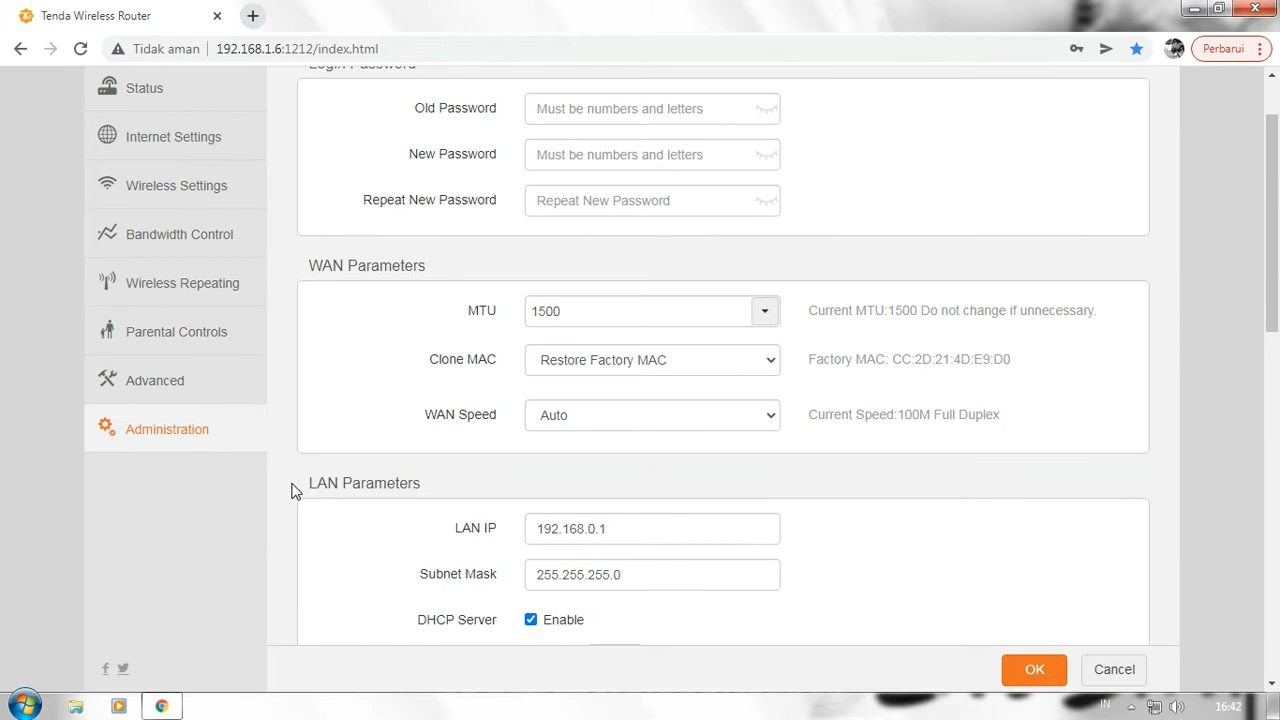 Tenda Wireless Router
Tidak aman
192.168.1.6:1212/index.html
Perbarui
Login Password
Status
Internet Settings
Wireless Settings
Bandwidth Control
Wireless Repeating
Parental Controls
Advanced
Administration
Old Password Must be numbers and letters
New Password Must be numbers and letters
Repeat New Password Repeat New Password
WAN Parameters
MTU 1500 Current MTU:1500 Do not change if unnecessary.
Clone MAC Restore Factory MAC Factory MAC: CC:2D:21:4D:E9:D0
WAN Speed Auto Current Speed:100M Full Duplex
LAN Parameters
LAN IP 192.168.0.1
Subnet Mask 255.255.255.0
DHCP Server Enable
OK Cancel
IN 16:42